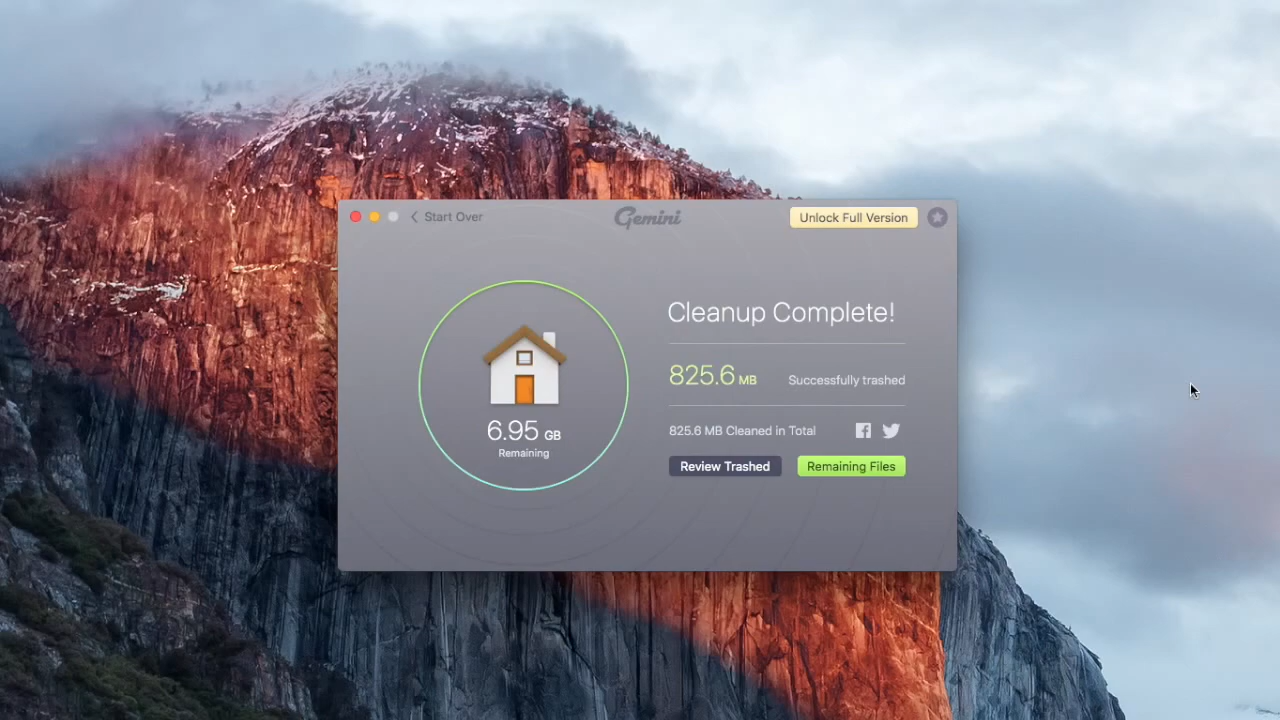 Start Over
Gemini
Unlock Full Version
Cleanup Complete!
825.6 MB
Successfully trashed
6.95 GB
Remaining
825.6 MB Cleaned in Total
Review Trashed
Remaining Files